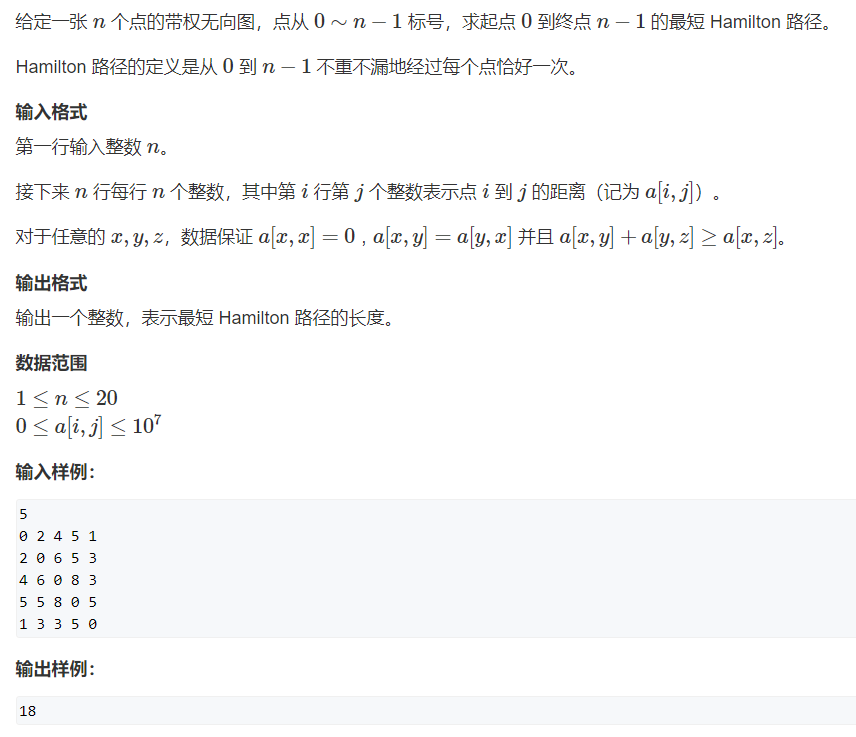 给定一张 n 个点的带权无向图，点从 0 ∼ n − 1 标号，求起点 0 到终点 n − 1 的最短 Hamilton 路径。
Hamilton 路径的定义是从 0 到 n − 1 不重不漏地经过每个点恰好一次。
输入格式
第一行输入整数 n。
接下来 n 行每行 n 个整数，其中第 i 行第 j 个整数表示点 i 到 j 的距离（记为 a[i, j]）。
对于任意的 x, y, z，数据保证 a[x, x] = 0，a[x, y] = a[y, x] 并且 a[x, y] + a[y, z] ≥ a[x, z]。
输出格式
输出一个整数，表示最短 Hamilton 路径的长度。
数据范围
1 ≤ n ≤ 20
0 ≤ a[i, j] ≤ 10⁷
输入样例：
5
0 2 4 5 1
2 0 6 5 3
4 6 0 8 3
5 5 8 0 5
1 3 3 5 0
输出样例：
18